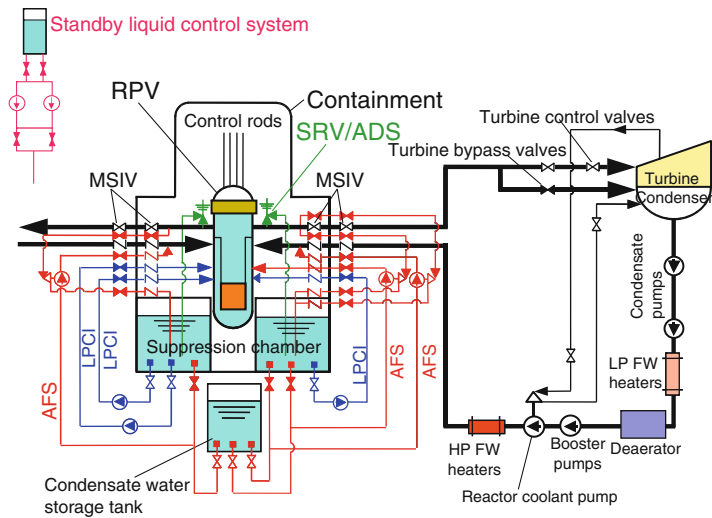 Standby liquid control system
RPV
Containment
Control rods
SRV/ADS
Turbine control valves
Turbine bypass valves
MSIV
MSIV
Turbine
Condenser
Condensate
pumps
LP FW
heaters
Suppression chamber
AFS
LPCI
LPCI
LPCI
AFS
AFS
HP FW
heaters
Booster
pumps
Deaerator
Reactor coolant pump
Condensate water
storage tank